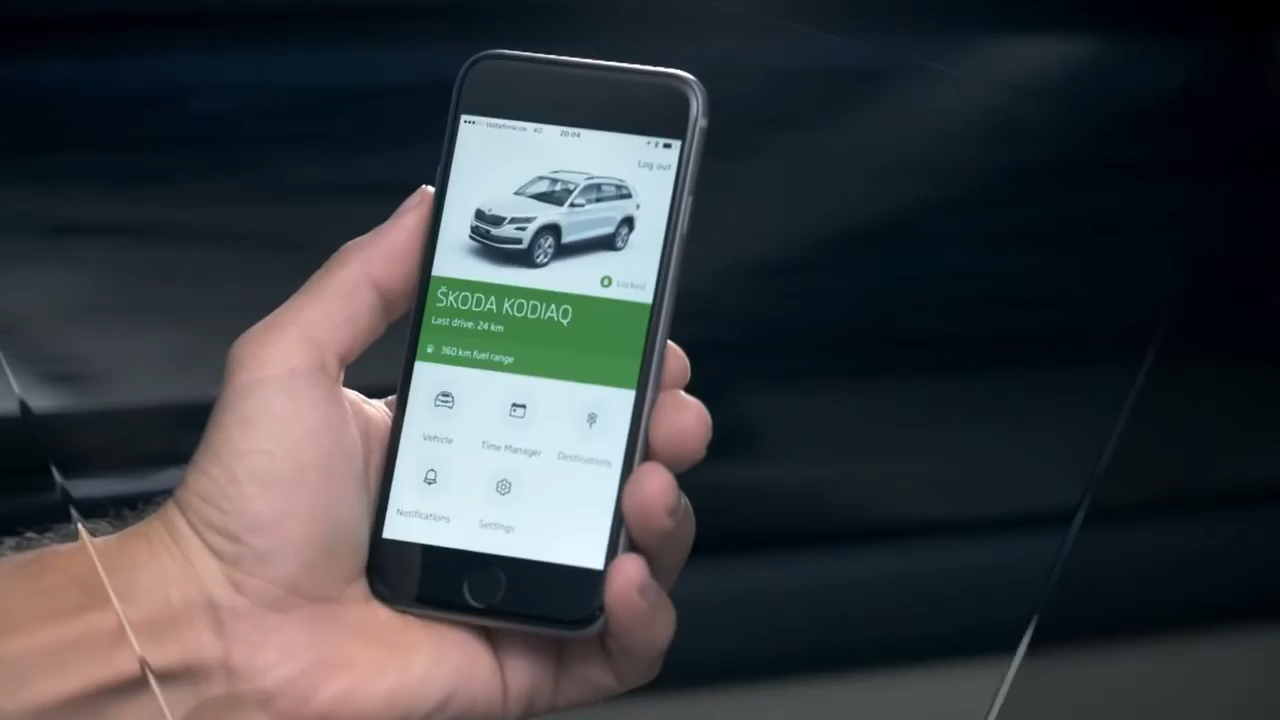 Vodafone.de 4G 20:04
Log out
Locked
ŠKODA KODIAQ
Last drive: 24 km
360 km fuel range
Vehicle
Time Manager
Destinations
Notifications
Settings